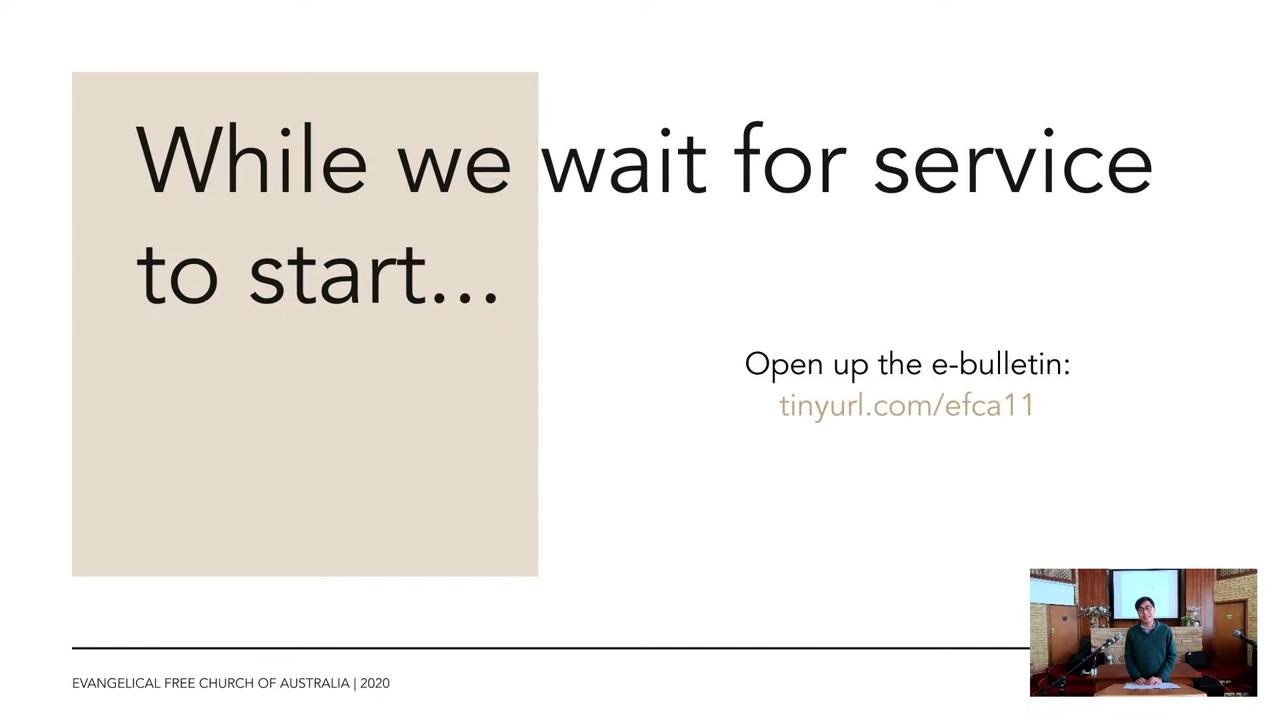 While we wait for service
to start...
Open up the e-bulletin:
tinyurl.com/efca11
EVANGELICAL FREE CHURCH OF AUSTRALIA | 2020